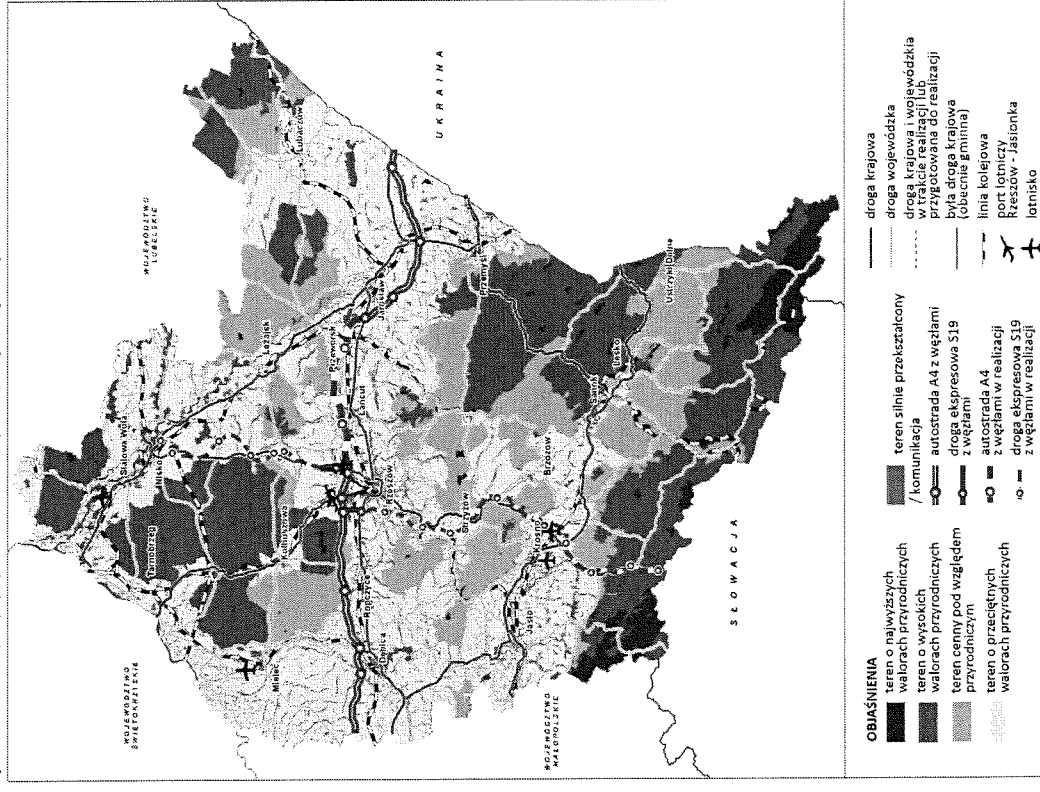 WOJEWÓDZTWO
ŚWIĘTOKRZYSKIE
WOJEWÓDZTWO
LUBELSKIE
UKRAINA
SŁOWACJA
WOJEWÓDZTWO
MAŁOPOLSKIE
Stalowa Wola
Nisko
Tarnobrzeg
Kolbuszowa
Mielec
Leżajsk
Lubaczów
Przeworsk
Jarosław
Łańcut
Rzeszów
Ropczyce
Dębica
Przemyśl
Strzyżów
Brzozów
Krosno
Jasło
Sanok
Lesko
Ustrzyki Dolne
OBJAŚNIENIA
teren o najwyższych
walorach przyrodniczych
teren o wysokich
walorach przyrodniczych
teren cenny pod względem
przyrodniczym
teren o przeciętnych
walorach przyrodniczych
teren silnie przekształcony
/ komunikacja
autostrada A4 z węzłami
droga ekspresowa S19
z węzłami
autostrada A4
z węzłami w realizacji
droga ekspresowa S19
z węzłami w realizacji
droga krajowa
droga wojewódzka
droga krajowa i wojewódzkia
w trakcie realizacji lub
przygotowana do realizacji
była droga krajowa
(obecnie gminna)
linia kolejowa
port lotniczy
Rzeszów - Jasionka
lotnisko